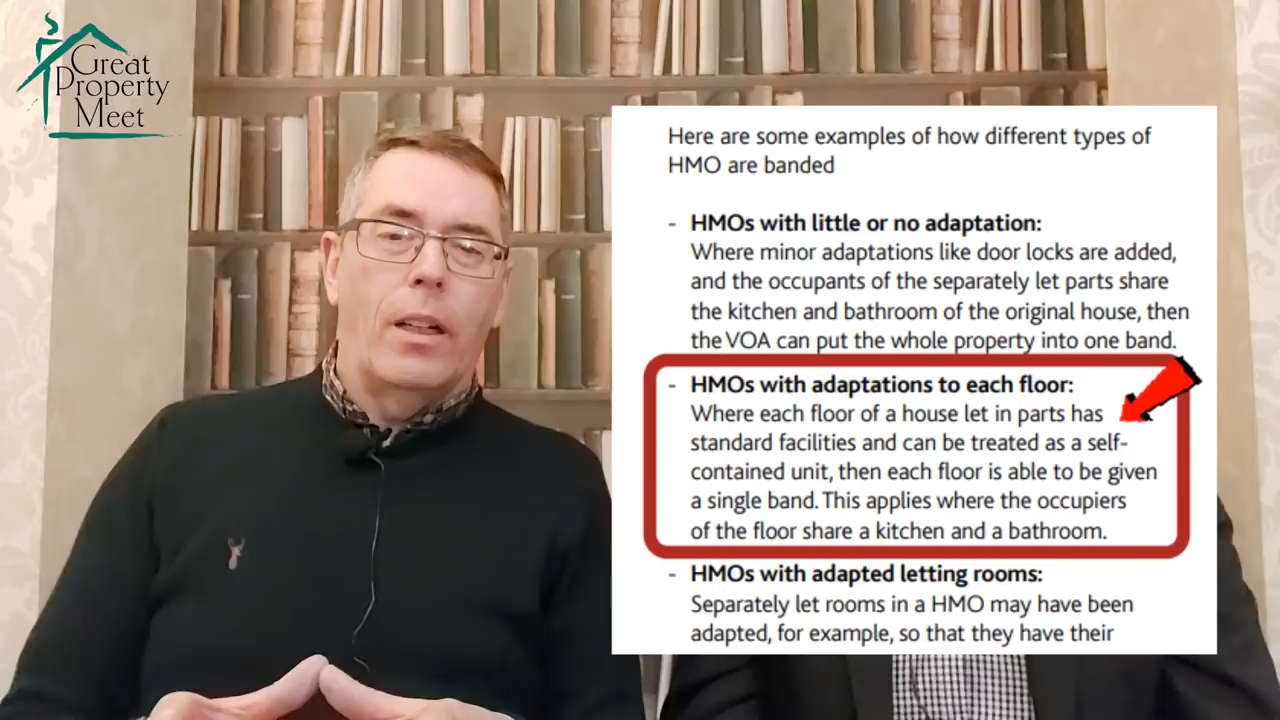 Great
Property
Meet
Here are some examples of how different types of
HMO are banded
- HMOs with little or no adaptation:
Where minor adaptations like door locks are added,
and the occupants of the separately let parts share
the kitchen and bathroom of the original house, then
the VOA can put the whole property into one band.
- HMOs with adaptations to each floor:
Where each floor of a house let in parts has
standard facilities and can be treated as a self-
contained unit, then each floor is able to be given
a single band. This applies where the occupiers
of the floor share a kitchen and a bathroom.
- HMOs with adapted letting rooms:
Separately let rooms in a HMO may have been
adapted, for example, so that they have their